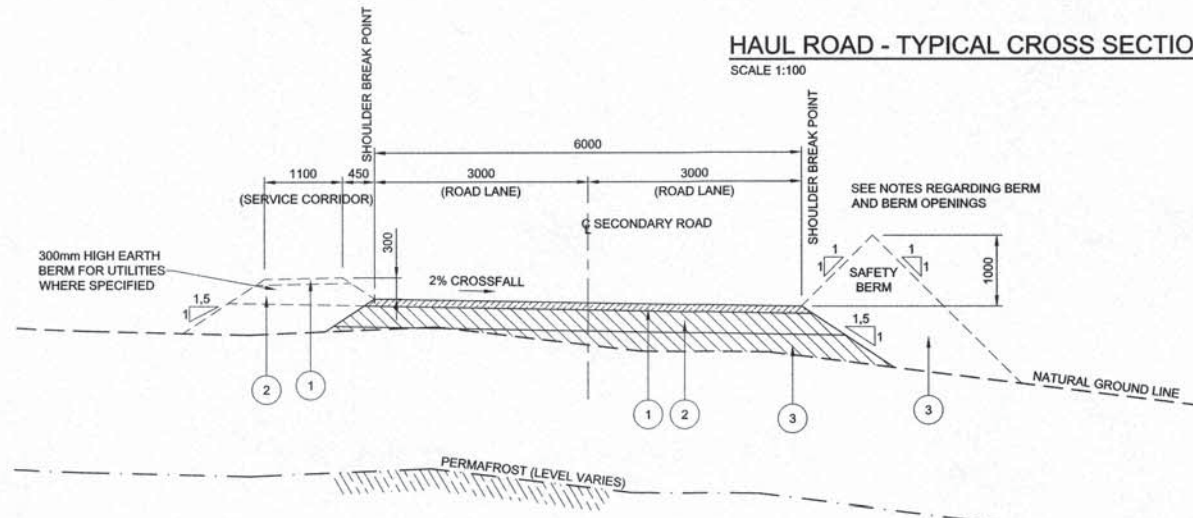 HAUL ROAD - TYPICAL CROSS SECTIO
SCALE 1:100
SHOULDER BREAK POINT
6000
1100
450
3000
3000
(SERVICE CORRIDOR)
(ROAD LANE)
(ROAD LANE)
SHOULDER BREAK POINT
SEE NOTES REGARDING BERM
AND BERM OPENINGS
℄ SECONDARY ROAD
300
300mm HIGH EARTH
BERM FOR UTILITIES
WHERE SPECIFIED
2% CROSSFALL
1
1
1
1
SAFETY
BERM
1000
1,5
1
1,5
1
2
1
1
2
3
3
NATURAL GROUND LINE
PERMAFROST (LEVEL VARIES)